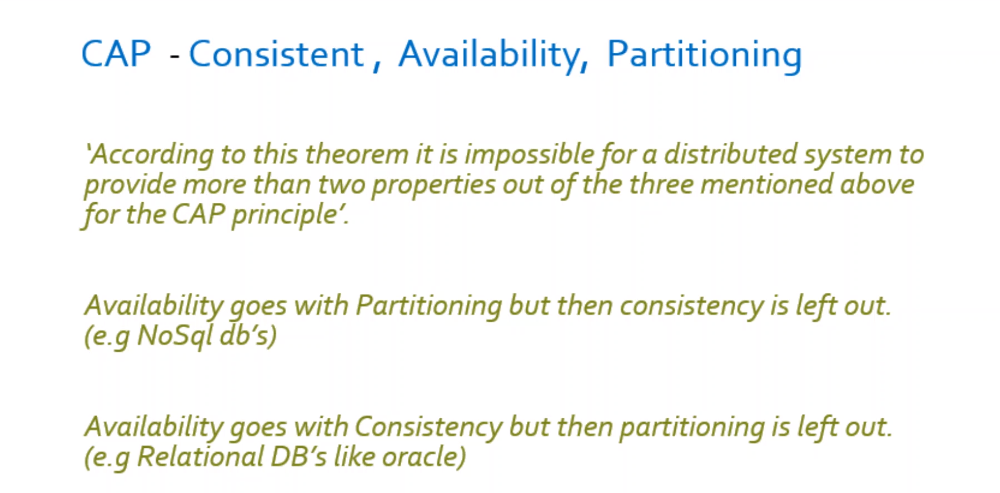 CAP - Consistent , Availability, Partitioning
‘According to this theorem it is impossible for a distributed system to
provide more than two properties out of the three mentioned above
for the CAP principle’.
Availability goes with Partitioning but then consistency is left out.
(e.g NoSql db’s)
Availability goes with Consistency but then partitioning is left out.
(e.g Relational DB’s like oracle)